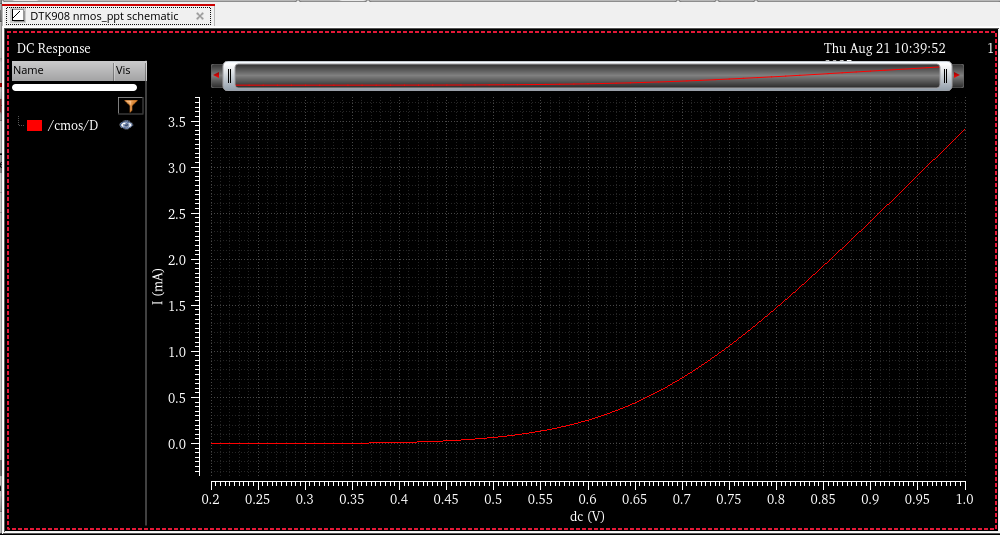 DTK908 nmos_ppt schematic
DC Response
Thu Aug 21 10:39:52
1
Name Vis
/cmos/D
3.5
3.0
2.5
2.0
1.5
1.0
0.5
0.0
I (mA)
0.2 0.25 0.3 0.35 0.4 0.45 0.5 0.55 0.6 0.65 0.7 0.75 0.8 0.85 0.9 0.95 1.0
dc (V)